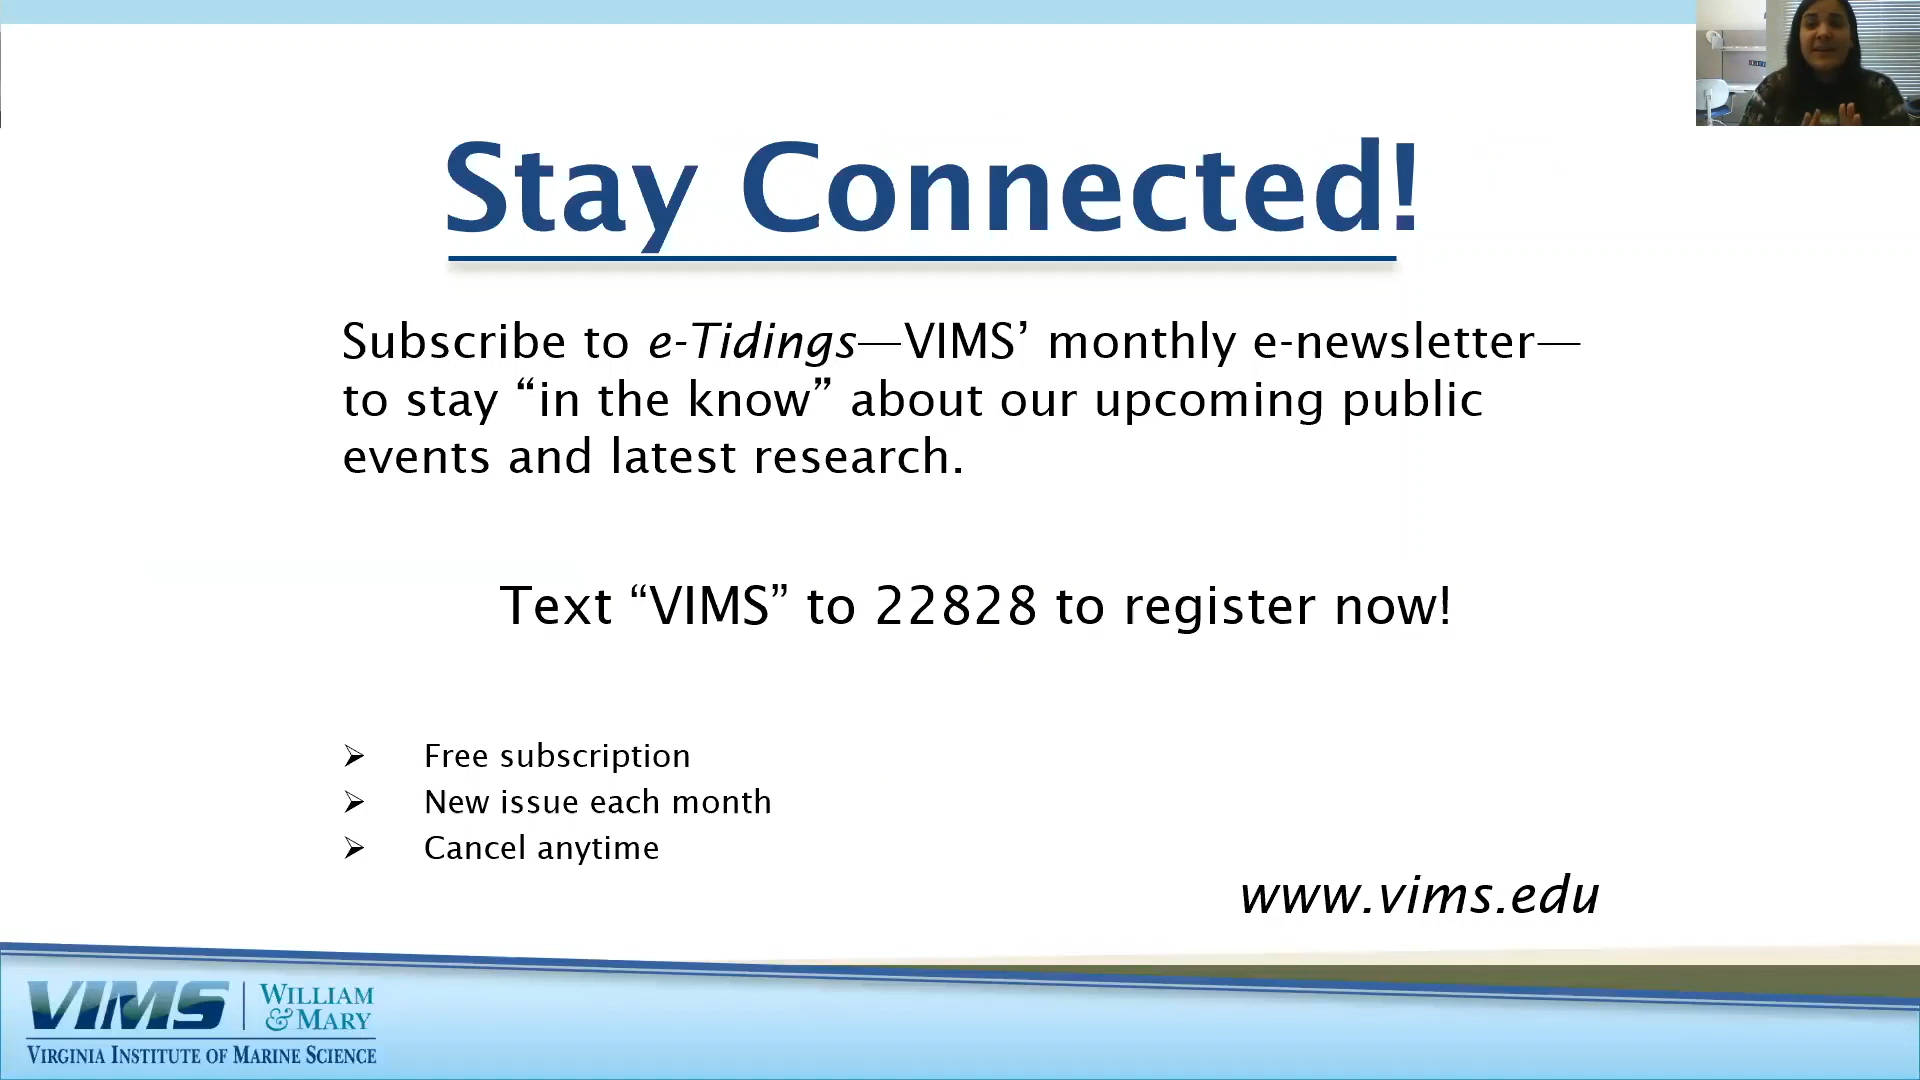 Stay Connected!
Subscribe to e-Tidings—VIMS’ monthly e-newsletter—
to stay “in the know” about our upcoming public
events and latest research.
Text “VIMS” to 22828 to register now!
➢ Free subscription
➢ New issue each month
➢ Cancel anytime
www.vims.edu
VIMS | WILLIAM
& MARY
VIRGINIA INSTITUTE OF MARINE SCIENCE